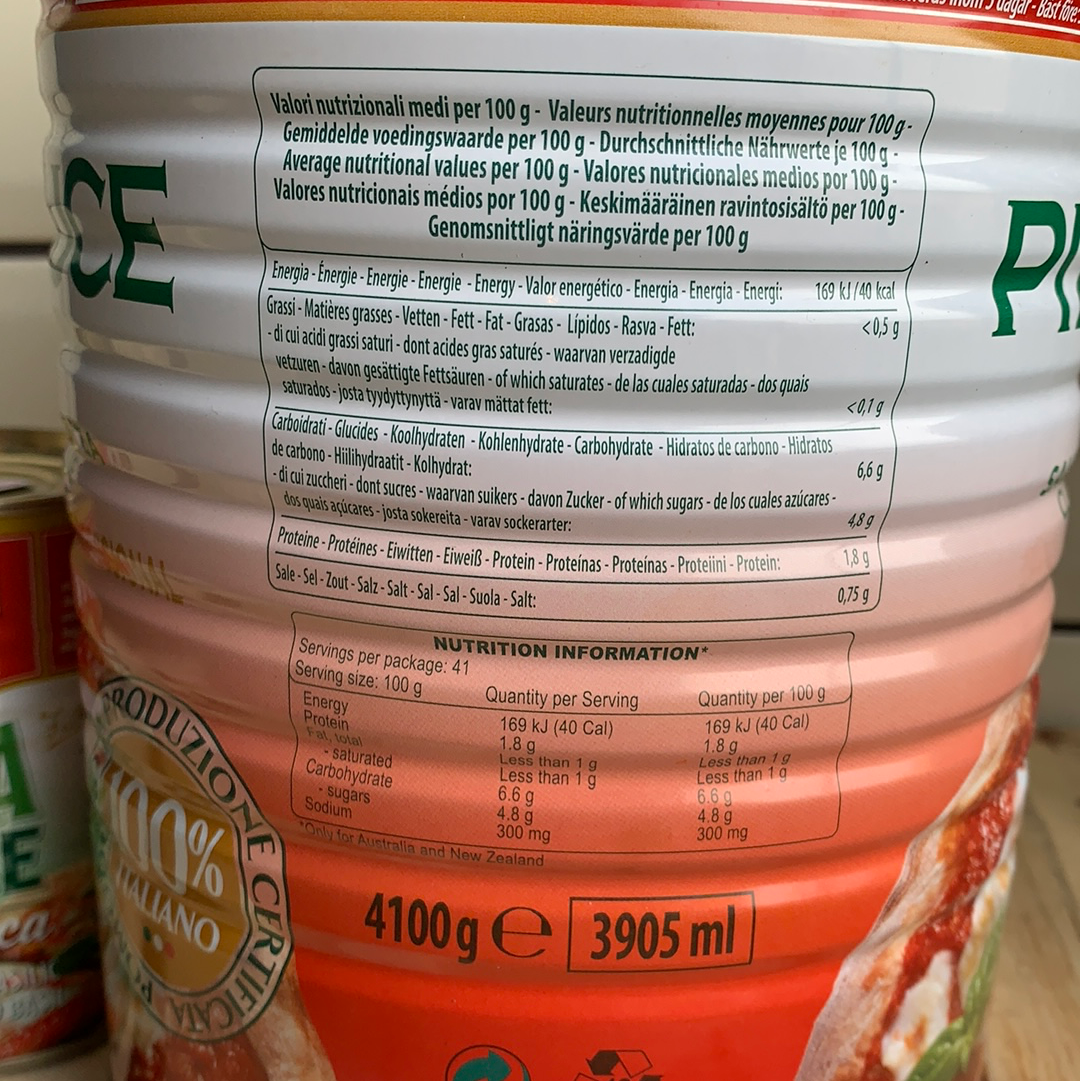 Valori nutrizionali medi per 100 g - Valeurs nutritionnelles moyennes pour 100 g -
Gemiddelde voedingswaarde per 100 g - Durchschnittliche Nährwerte je 100 g -
Average nutritional values per 100 g - Valores nutricionales medios por 100 g -
Valores nutricionais médios por 100 g - Keskimääräinen ravintosisältö per 100 g -
Genomsnittligt näringsvärde per 100 g
Energia - Énergie - Energie - Energie - Energy - Valor energético - Energia - Energia - Energi: 169 kJ / 40 kcal
Grassi - Matières grasses - Vetten - Fett - Fat - Grasas - Lípidos - Rasva - Fett: <0,5 g
- di cui acidi grassi saturi - dont acides gras saturés - waarvan verzadigde
vetzuren - davon gesättigte Fettsäuren - of which saturates - de las cuales saturadas - dos quais
saturados - josta tyydyttynyttä - varav mättat fett: <0,1 g
Carboidrati - Glucides - Koolhydraten - Kohlenhydrate - Carbohydrate - Hidratos de carbono - Hidratos
de carbono - Hiilihydraatit - Kolhydrat: 6,6 g
- di cui zuccheri - dont sucres - waarvan suikers - davon Zucker - of which sugars - de los cuales azúcares -
dos quais açúcares - josta sokereita - varav sockerarter: 4,8 g
Proteine - Protéines - Eiwitten - Eiweiß - Protein - Proteínas - Proteínas - Proteiini - Protein: 1,8 g
Sale - Sel - Zout - Salz - Salt - Sal - Sal - Suola - Salt: 0,75 g
NUTRITION INFORMATION*
Servings per package: 41
Serving size: 100 g
Quantity per Serving Quantity per 100 g
Energy 169 kJ (40 Cal) 169 kJ (40 Cal)
Protein 1.8 g 1.8 g
Fat, total Less than 1 g Less than 1 g
- saturated Less than 1 g Less than 1 g
Carbohydrate 6.6 g 6.6 g
- sugars 4.8 g 4.8 g
Sodium 300 mg 300 mg
*Only for Australia and New Zealand
4100 g e 3905 ml
CE
PI
PRODUZIONE CERTIFICATA
100%
ITALIANO
dagar - Bäst före: